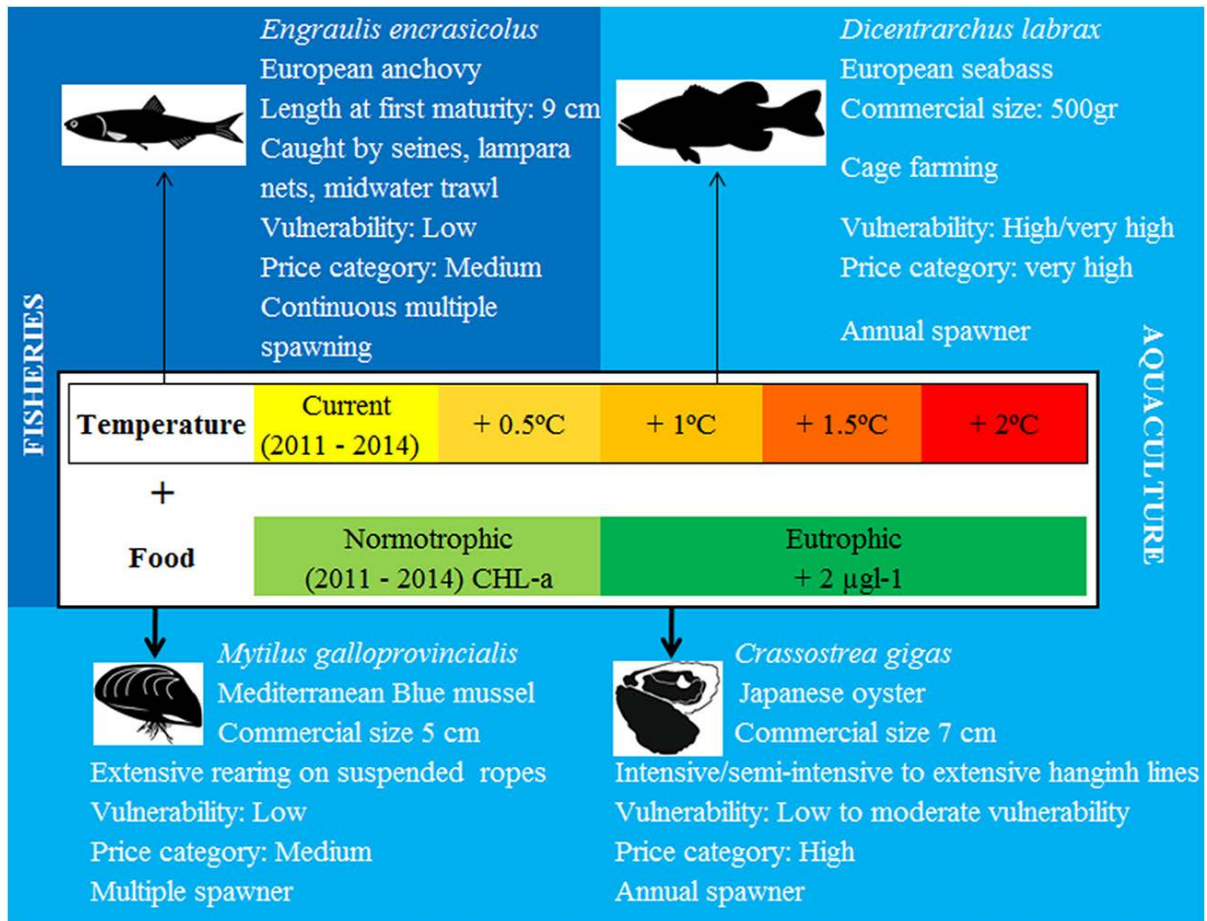 Engraulis encrasicolus
European anchovy
Length at first maturity: 9 cm
Caught by seines, lampara
nets, midwater trawl
Vulnerability: Low
Price category: Medium
Continuous multiple
spawning
Dicentrarchus labrax
European seabass
Commercial size: 500gr
Cage farming
Vulnerability: High/very high
Price category: very high
Annual spawner
FISHERIES
AQUACULTURE
Temperature
Current
(2011 - 2014)
+ 0.5ºC
+ 1ºC
+ 1.5ºC
+ 2ºC
+
Food
Normotrophic
(2011 - 2014) CHL-a
Eutrophic
+ 2 µgl-1
Mytilus galloprovincialis
Mediterranean Blue mussel
Commercial size 5 cm
Extensive rearing on suspended ropes
Vulnerability: Low
Price category: Medium
Multiple spawner
Crassostrea gigas
Japanese oyster
Commercial size 7 cm
Intensive/semi-intensive to extensive hanginh lines
Vulnerability: Low to moderate vulnerability
Price category: High
Annual spawner